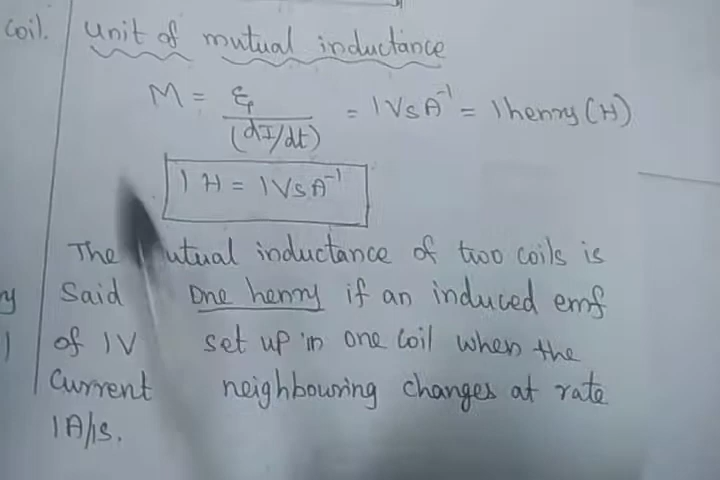 coil.
unit of mutual inductance
M = ε / (dI/dt) = 1VsA⁻¹ = 1henry(H)
1 H = 1VsA⁻¹
The utual inductance of two coils is
Said one henry if an induced emf
of 1V set up in one coil when the
Current neighbouring changes at rate
1A/s.